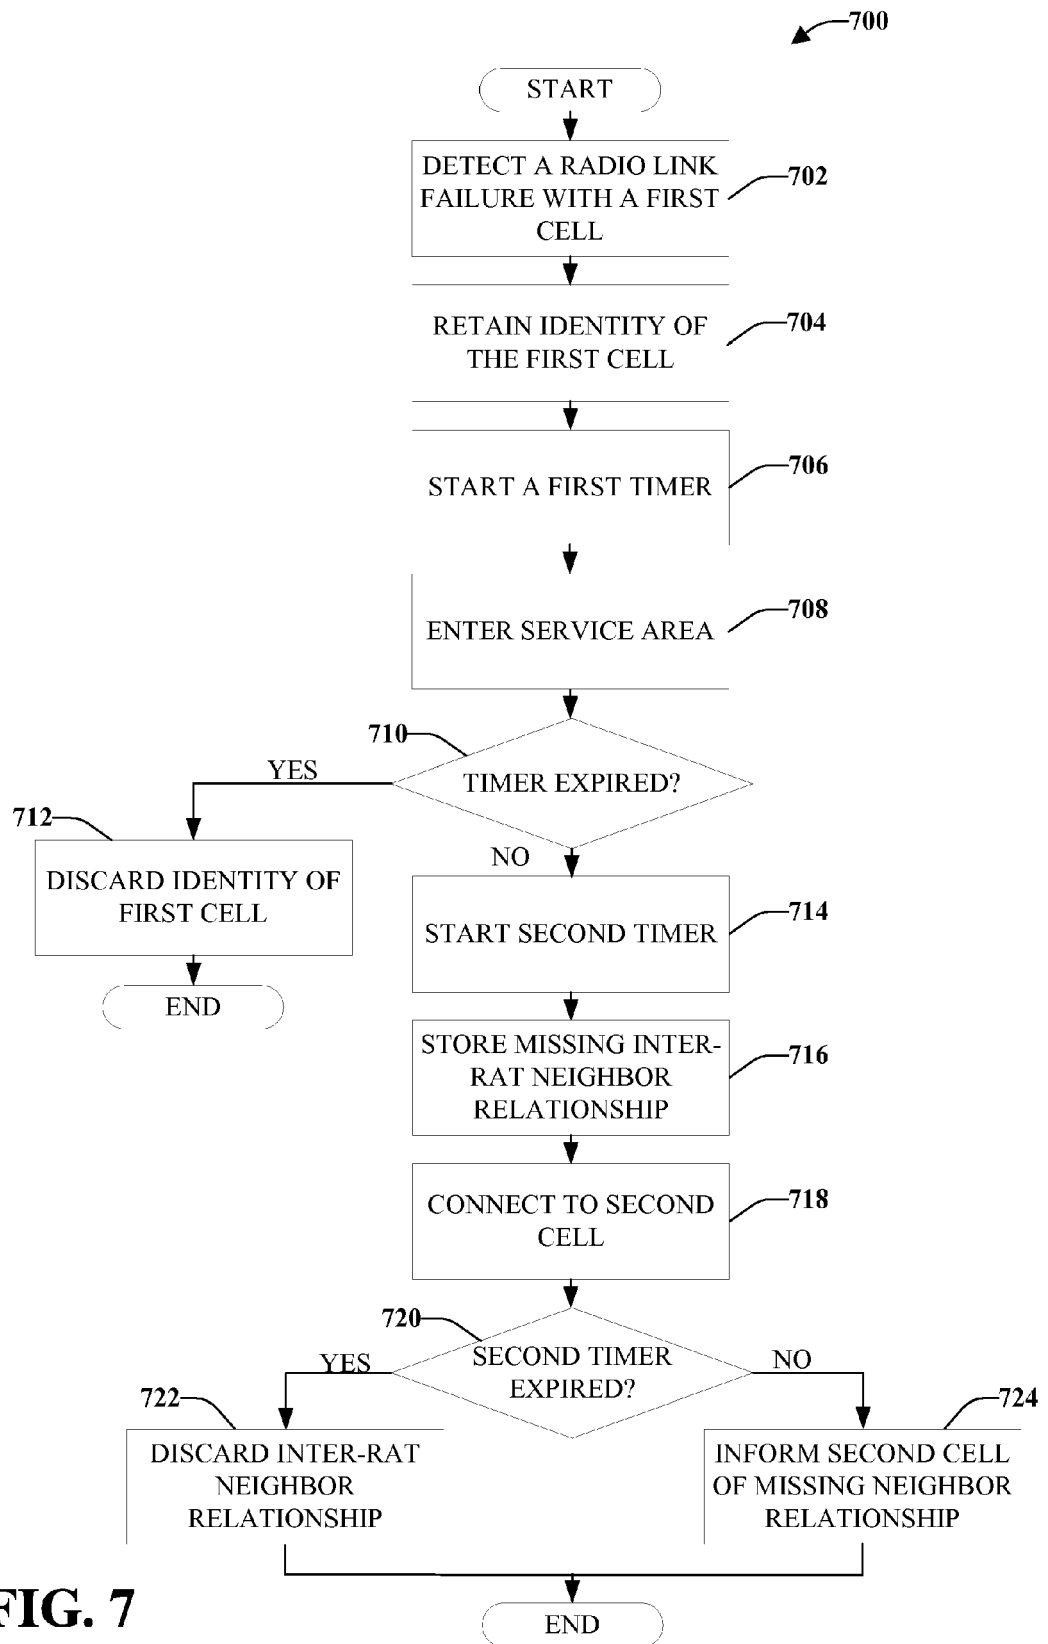 700
START
DETECT A RADIO LINK
FAILURE WITH A FIRST
CELL
702
RETAIN IDENTITY OF
THE FIRST CELL
704
START A FIRST TIMER
706
ENTER SERVICE AREA
708
710
TIMER EXPIRED?
YES
NO
712
DISCARD IDENTITY OF
FIRST CELL
END
START SECOND TIMER
714
STORE MISSING INTER-
RAT NEIGHBOR
RELATIONSHIP
716
CONNECT TO SECOND
CELL
718
720
SECOND TIMER
EXPIRED?
YES
NO
722
DISCARD INTER-RAT
NEIGHBOR
RELATIONSHIP
724
INFORM SECOND CELL
OF MISSING NEIGHBOR
RELATIONSHIP
END
FIG. 7